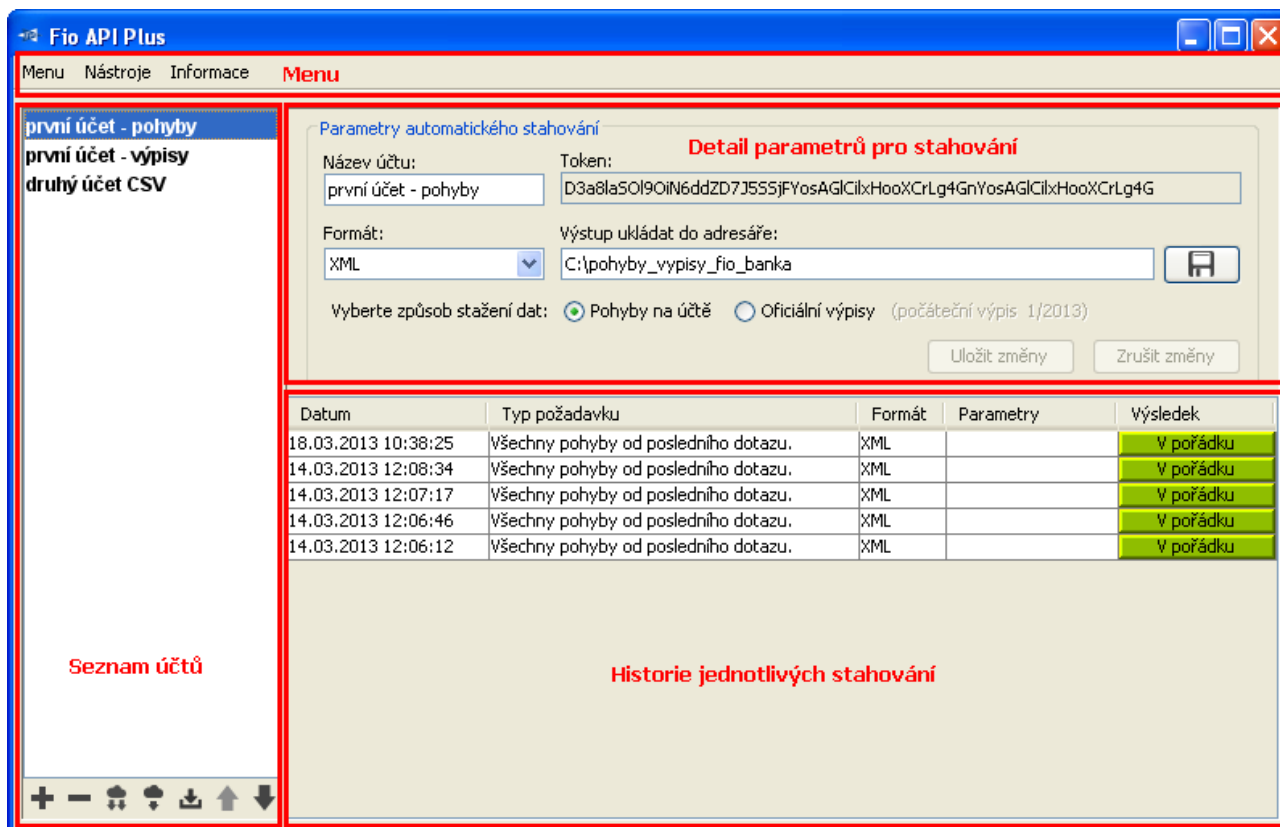 Fio API Plus
Menu Nástroje Informace Menu
první účet - pohyby
první účet - výpisy
druhý účet CSV
Seznam účtů
Parametry automatického stahování
Detail parametrů pro stahování
Název účtu: Token:
první účet - pohyby D3a8laSOl9OiN6ddZD7J5S5jFYosAGlCilxHooXCrLg4GnYosAGlCilxHooXCrLg4G
Formát: Výstup ukládat do adresáře:
XML C:\pohyby_vypisy_fio_banka
Vyberte způsob stažení dat: Pohyby na účtě Oficiální výpisy (počáteční výpis 1/2013)
Uložit změny Zrušit změny
Datum Typ požadavku Formát Parametry Výsledek
18.03.2013 10:38:25 Všechny pohyby od posledního dotazu. XML V pořádku
14.03.2013 12:08:34 Všechny pohyby od posledního dotazu. XML V pořádku
14.03.2013 12:07:17 Všechny pohyby od posledního dotazu. XML V pořádku
14.03.2013 12:06:46 Všechny pohyby od posledního dotazu. XML V pořádku
14.03.2013 12:06:12 Všechny pohyby od posledního dotazu. XML V pořádku
Historie jednotlivých stahování